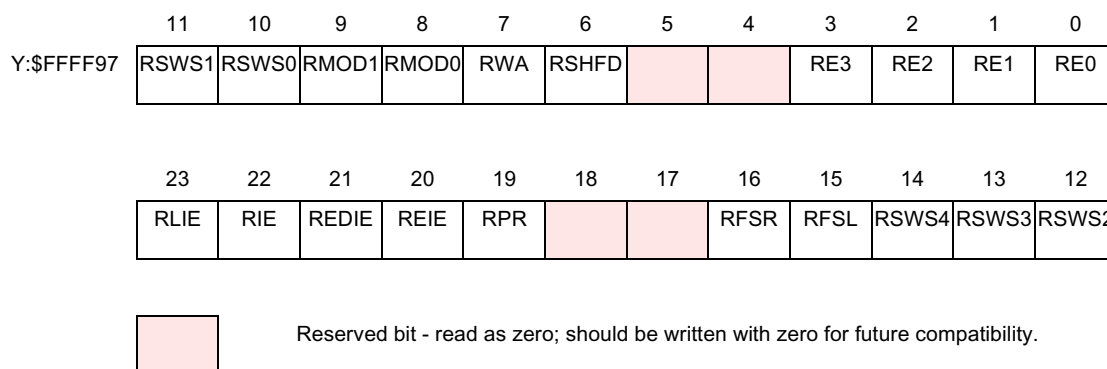 11 10 9 8 7 6 5 4 3 2 1 0
Y:$FFFF97 RSWS1 RSWS0 RMOD1 RMOD0 RWA RSHFD RE3 RE2 RE1 RE0
23 22 21 20 19 18 17 16 15 14 13 12
RLIE RIE REDIE REIE RPR RFSR RFSL RSWS4 RSWS3 RSWS2
Reserved bit - read as zero; should be written with zero for future compatibility.